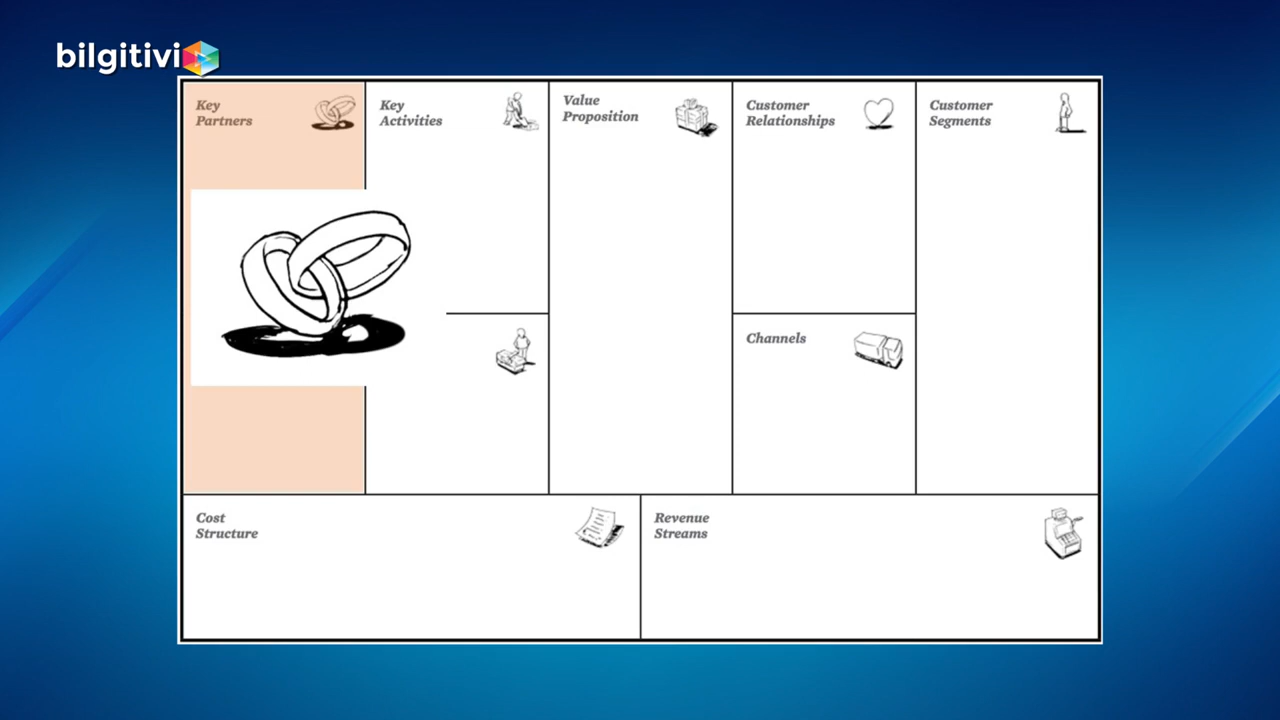 bilgitivi
Key
Partners
Key
Activities
Value
Proposition
Customer
Relationships
Customer
Segments
Channels
Cost
Structure
Revenue
Streams